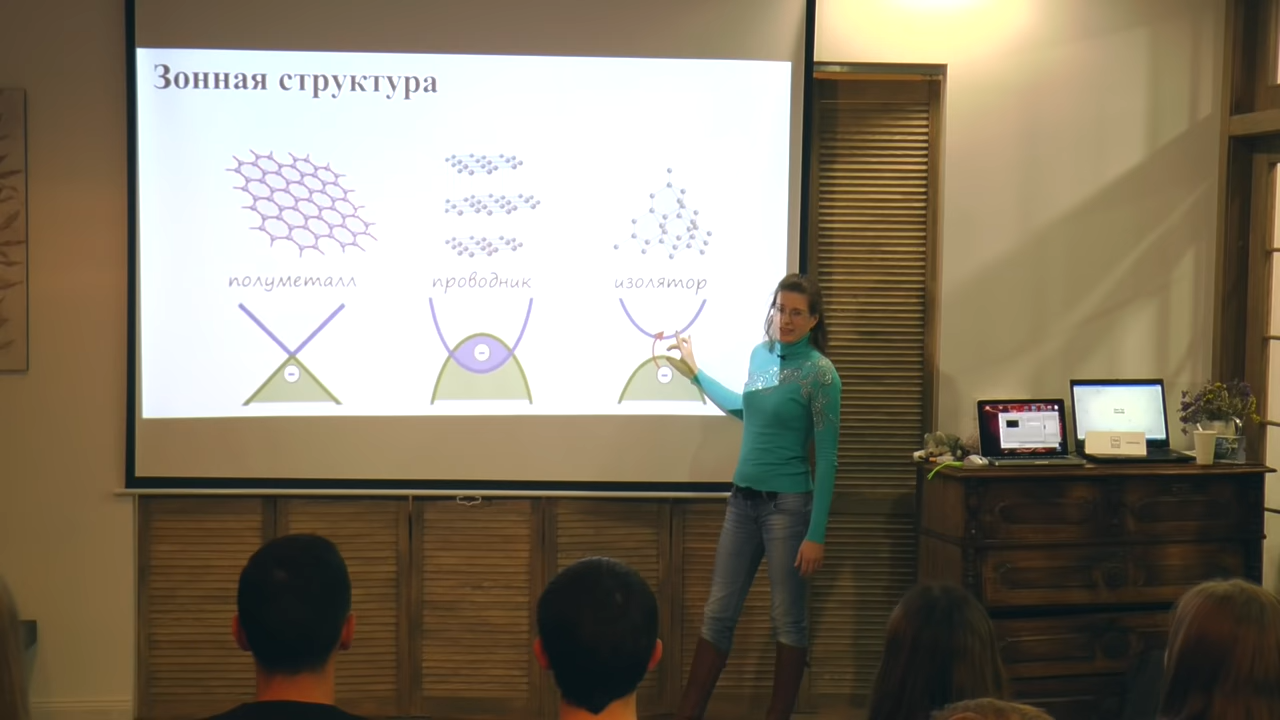 Зонная структура
полуметалл
проводник
изолятор